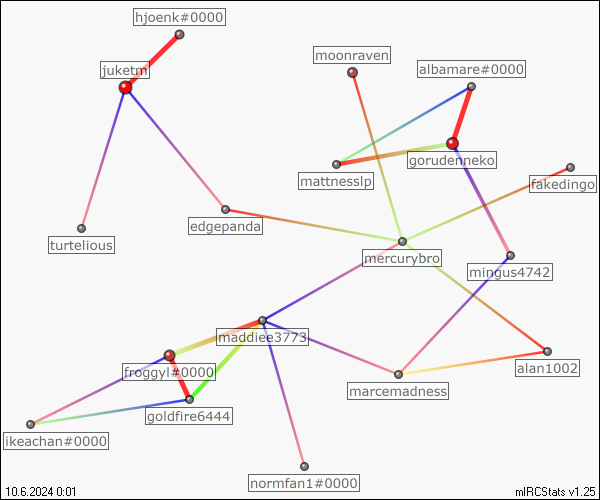 hjoenk#0000
juketm
moonraven
albamare#0000
gorudenneko
mattnesslp
fakedingo
edgepanda
turtelious
mercurybro
mingus4742
maddiee3773
froggyl#0000
alan1002
marcemadness
goldfire6444
ikeachan#0000
normfan1#0000
10.6.2024 0:01
mIRCStats v1.25